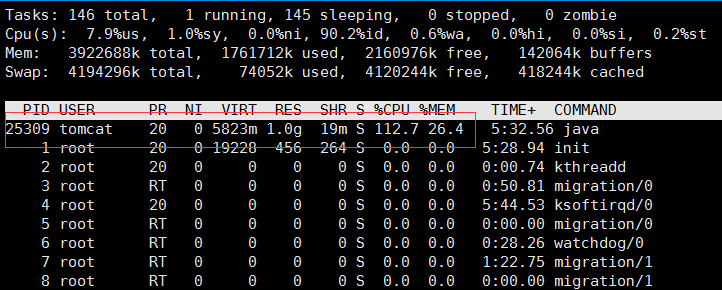 Tasks: 146 total,   1 running, 145 sleeping,   0 stopped,   0 zombie
Cpu(s):  7.9%us,  1.0%sy,  0.0%ni, 90.2%id,  0.6%wa,  0.0%hi,  0.0%si,  0.2%st
Mem:   3922688k total,  1761712k used,  2160976k free,   142064k buffers
Swap:  4194296k total,    74052k used,  4120244k free,   418244k cached
PID USER      PR  NI  VIRT  RES  SHR S %CPU %MEM    TIME+  COMMAND
25309 tomcat    20   0 5823m 1.0g  19m S 112.7 26.4   5:32.56 java
1 root      20   0 19228  456  264 S  0.0  0.0   5:28.94 init
2 root      20   0     0    0    0 S  0.0  0.0   0:00.74 kthreadd
3 root      RT   0     0    0    0 S  0.0  0.0   0:50.81 migration/0
4 root      20   0     0    0    0 S  0.0  0.0   5:44.53 ksoftirqd/0
5 root      RT   0     0    0    0 S  0.0  0.0   0:00.00 migration/0
6 root      RT   0     0    0    0 S  0.0  0.0   0:28.26 watchdog/0
7 root      RT   0     0    0    0 S  0.0  0.0   1:22.75 migration/1
8 root      RT   0     0    0    0 S  0.0  0.0   0:00.00 migration/1